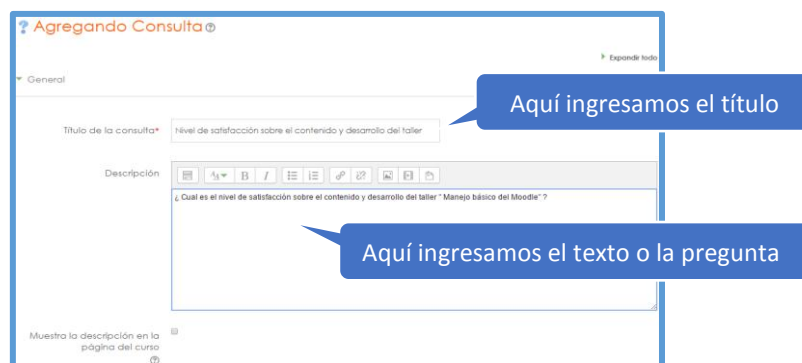 Agregando Consulta
Expandir todo
General
Aquí ingresamos el título
Título de la consulta*
Nivel de satisfacción sobre el contenido y desarrollo del taller
Descripción
¿ Cual es el nivel de satisfacción sobre el contenido y desarrollo del taller " Manejo básico del Moodle" ?
Aquí ingresamos el texto o la pregunta
Muestra la descripción en la
página del curso